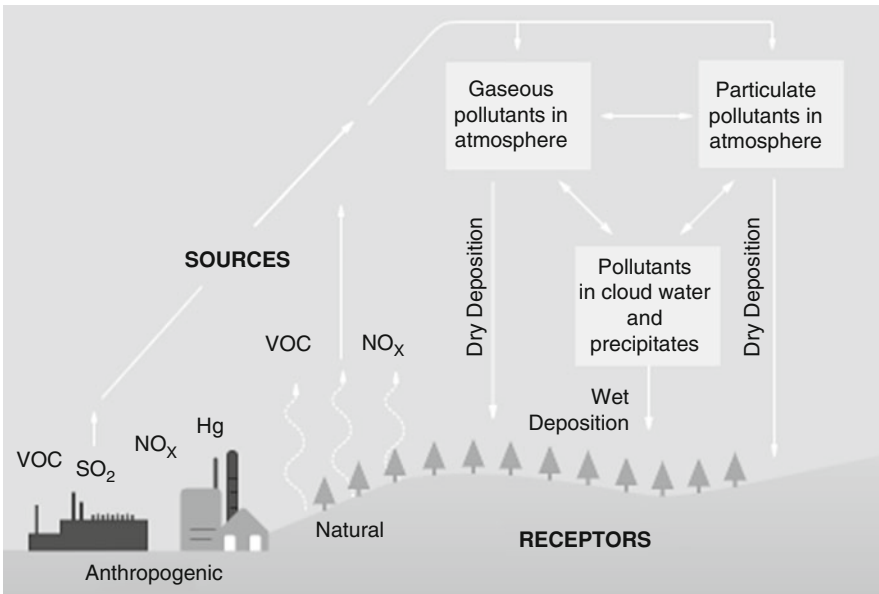 Gaseous
pollutants in
atmosphere
Particulate
pollutants in
atmosphere
Dry Deposition
Dry Deposition
SOURCES
Pollutants
in cloud water
and
precipitates
VOC
NOX
Wet
Deposition
VOC
SO2
NOX
Hg
Natural
RECEPTORS
Anthropogenic